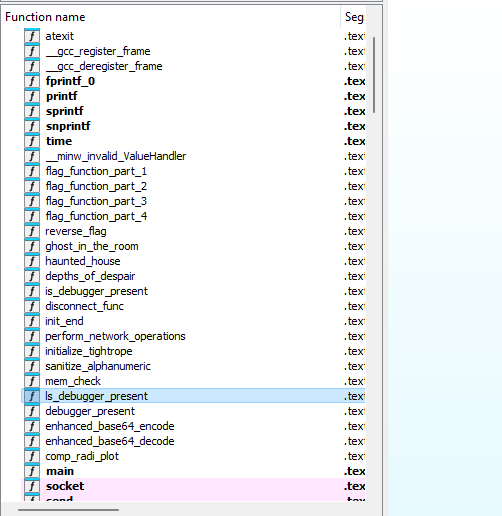 Function name Seg
atexit .text
__gcc_register_frame .text
__gcc_deregister_frame .text
fprintf_0 .tex
printf .tex
sprintf .tex
snprintf .tex
time .tex
__minw_invalid_ValueHandler .text
flag_function_part_1 .text
flag_function_part_2 .text
flag_function_part_3 .text
flag_function_part_4 .text
reverse_flag .text
ghost_in_the_room .text
haunted_house .text
depths_of_despair .text
is_debugger_present .text
disconnect_func .text
init_end .text
perform_network_operations .text
initialize_tightrope .text
sanitize_alphanumeric .text
mem_check .text
ls_debugger_present .text
debugger_present .text
enhanced_base64_encode .text
enhanced_base64_decode .text
comp_radi_plot .text
main .tex
socket .tex
send .tex